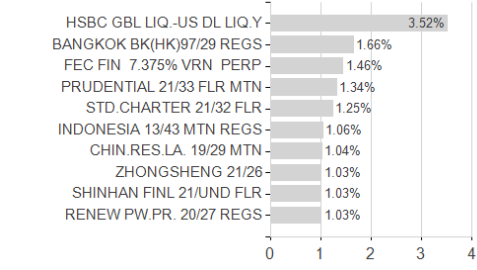 HSBC GBL LIQ.-US DL LIQ.Y 3.52%
BANGKOK BK(HK)97/29 REGS 1.66%
FEC FIN 7.375% VRN PERP 1.46%
PRUDENTIAL 21/33 FLR MTN 1.34%
STD.CHARTER 21/32 FLR 1.25%
INDONESIA 13/43 MTN REGS 1.06%
CHIN.RES.LA. 19/29 MTN 1.04%
ZHONGSHENG 21/26 1.03%
SHINHAN FINL 21/UND FLR 1.03%
RENEW PW.PR. 20/27 REGS 1.03%
0 1 2 3 4